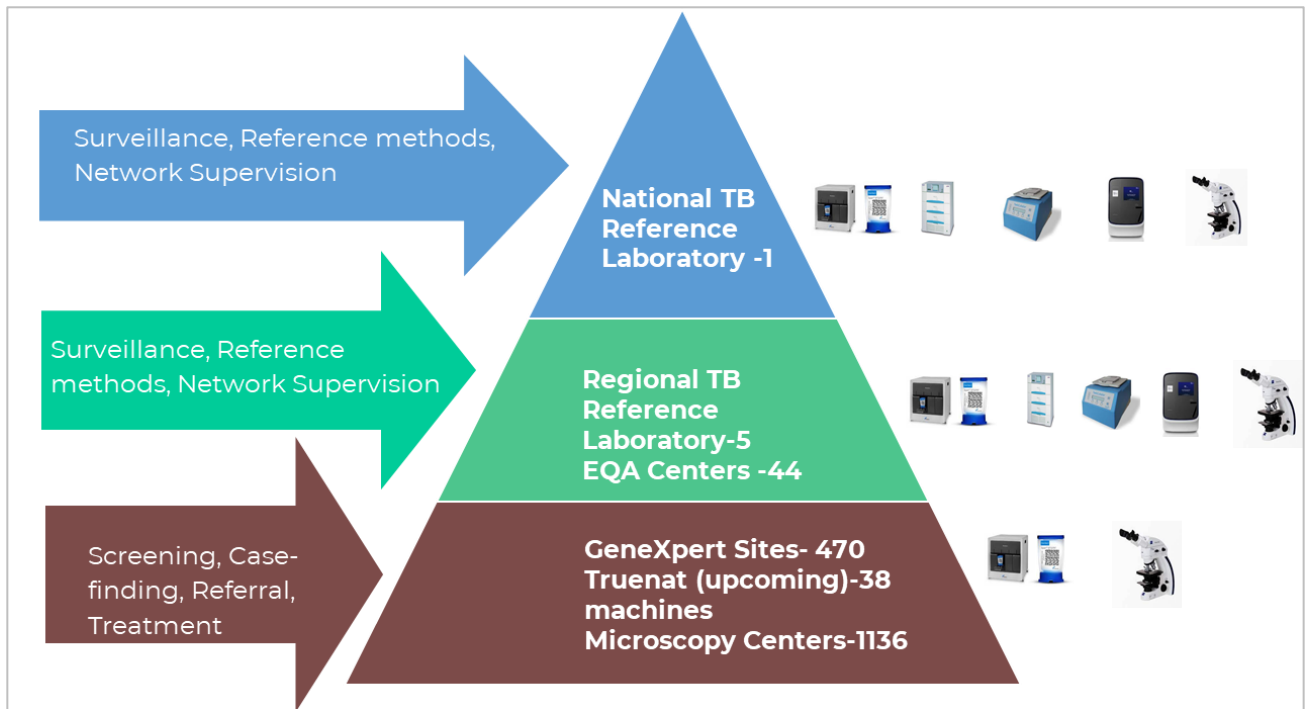 Surveillance, Reference methods,
Network Supervision
National TB
Reference
Laboratory -1
Surveillance, Reference
methods, Network Supervision
Regional TB
Reference
Laboratory-5
EQA Centers -44
Screening, Case-
finding, Referral,
Treatment
GeneXpert Sites- 470
Truenat (upcoming)-38
machines
Microscopy Centers-1136